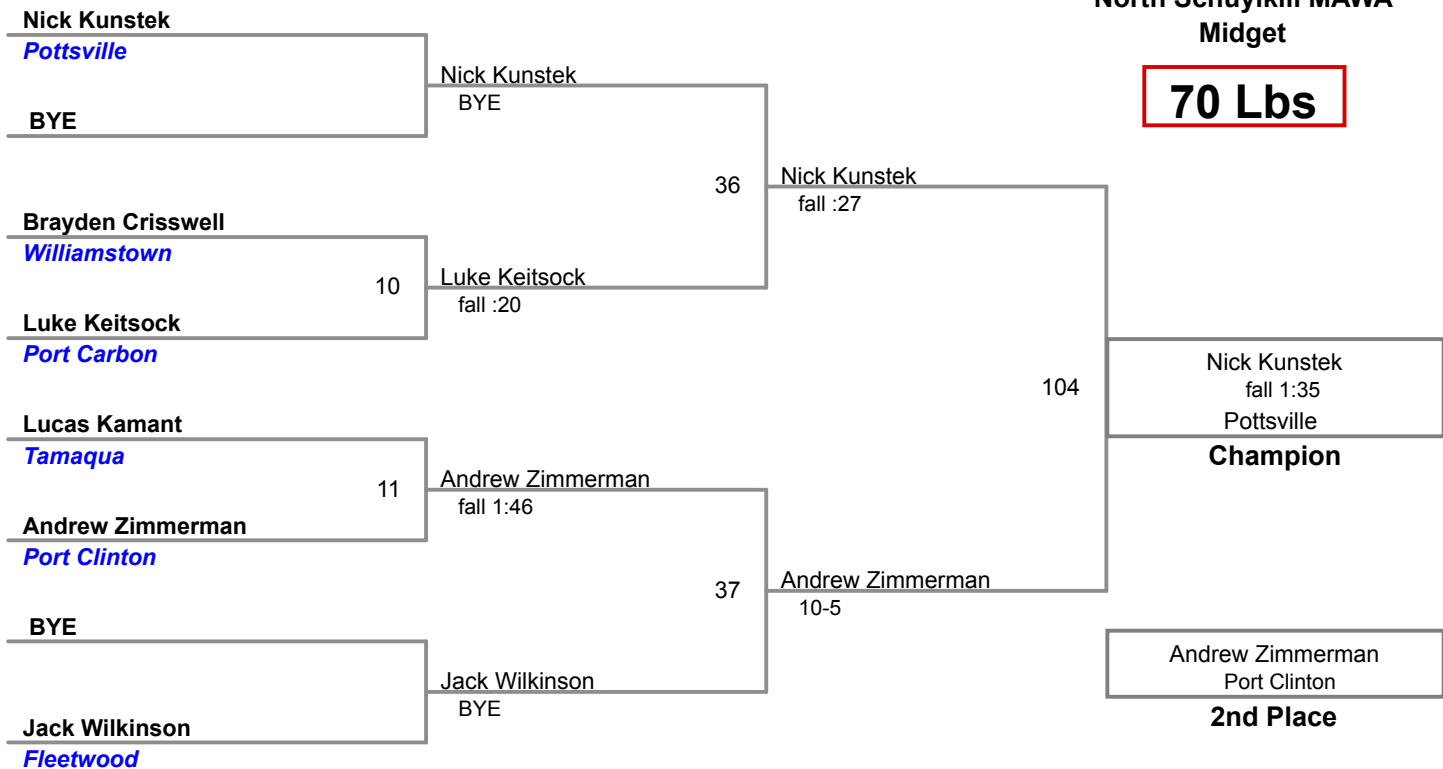 North Schuylkill MAWA
Midget
70 Lbs
Nick Kunstek
Pottsville
BYE
Brayden Crisswell
Williamstown
Luke Keitsock
Port Carbon
Lucas Kamant
Tamaqua
Andrew Zimmerman
Port Clinton
BYE
Jack Wilkinson
Fleetwood
Nick Kunstek
BYE
10
Luke Keitsock
fall :20
11
Andrew Zimmerman
fall 1:46
Jack Wilkinson
BYE
36
Nick Kunstek
fall :27
37
Andrew Zimmerman
10-5
104
Nick Kunstek
fall 1:35
Pottsville
Champion
Andrew Zimmerman
Port Clinton
2nd Place